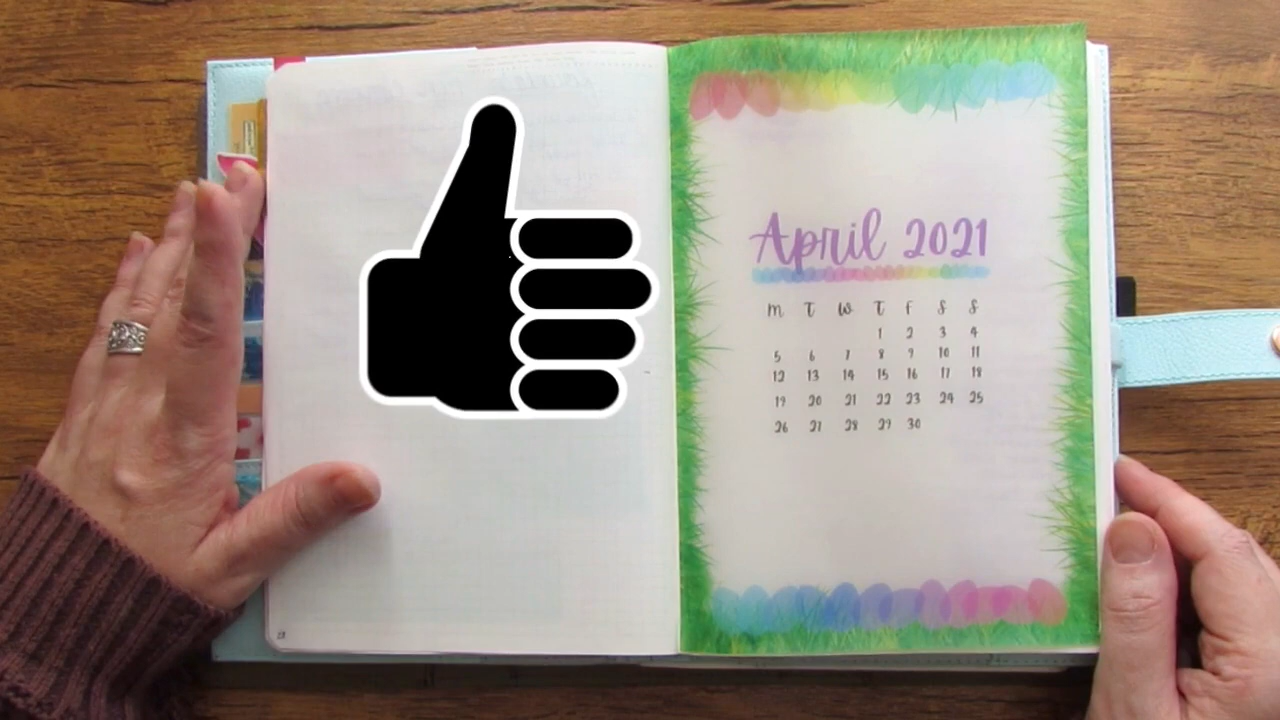 April 2021
M T W T F S S
1 2 3 4
5 6 7 8 9 10 11
12 13 14 15 16 17 18
19 20 21 22 23 24 25
26 27 28 29 30